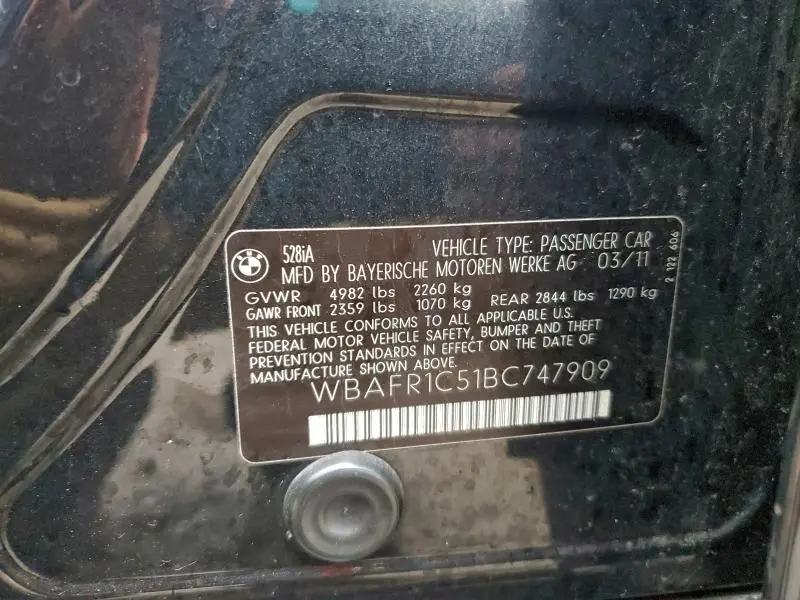 528iA VEHICLE TYPE: PASSENGER CAR
MFD BY BAYERISCHE MOTOREN WERKE AG 03/11
GVWR 4982 lbs 2260 kg
GAWR FRONT 2359 lbs 1070 kg REAR 2844 lbs 1290 kg
THIS VEHICLE CONFORMS TO ALL APPLICABLE U.S.
FEDERAL MOTOR VEHICLE SAFETY, BUMPER AND THEFT
PREVENTION STANDARDS IN EFFECT ON THE DATE OF
MANUFACTURE SHOWN ABOVE.
WBAFR1C51BC747909
2 122 606